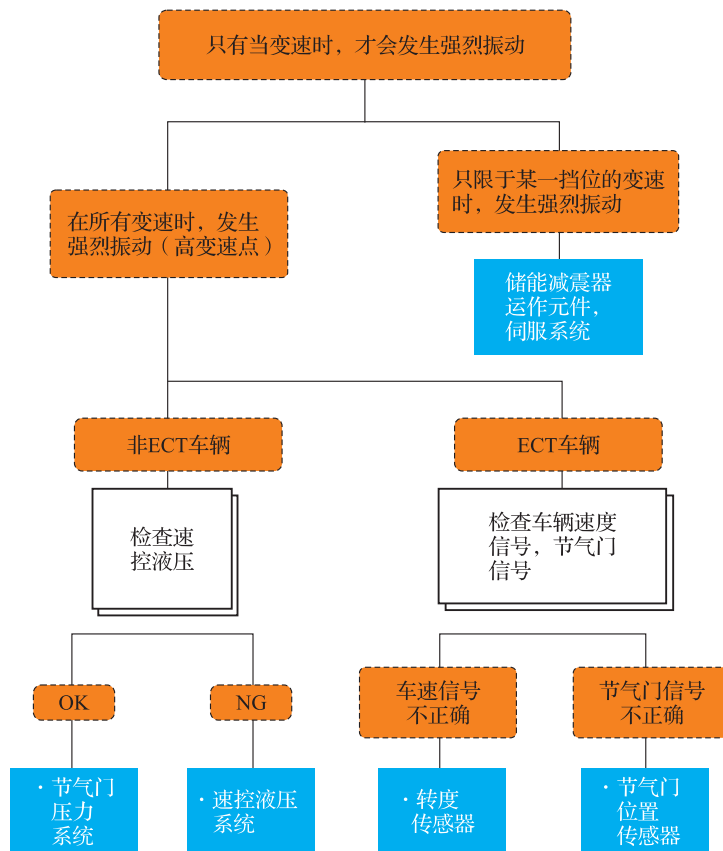 只有当变速时，才会发生强烈振动
只限于某一挡位的变速
时，发生强烈振动
在所有变速时，发生
强烈振动（高变速点）
储能减震器
运作元件，
伺服系统
非ECT车辆
ECT车辆
检查速
控液压
检查车辆速度
信号，节气门
信号
OK
NG
车速信号
不正确
节气门信号
不正确
·节气门
压力
系统
·速控液压
系统
·转度
传感器
·节气门
位置
传感器